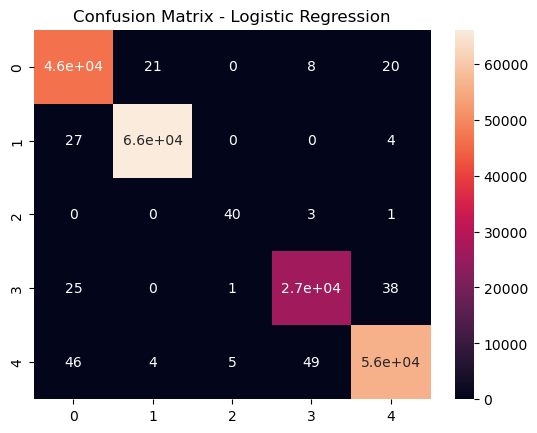 Confusion Matrix - Logistic Regression
0 4.6e+04 21 0 8 20
1 27 6.6e+04 0 0 4
2 0 0 40 3 1
3 25 0 1 2.7e+04 38
4 46 4 5 49 5.6e+04
0 1 2 3 4
60000
50000
40000
30000
20000
10000
0